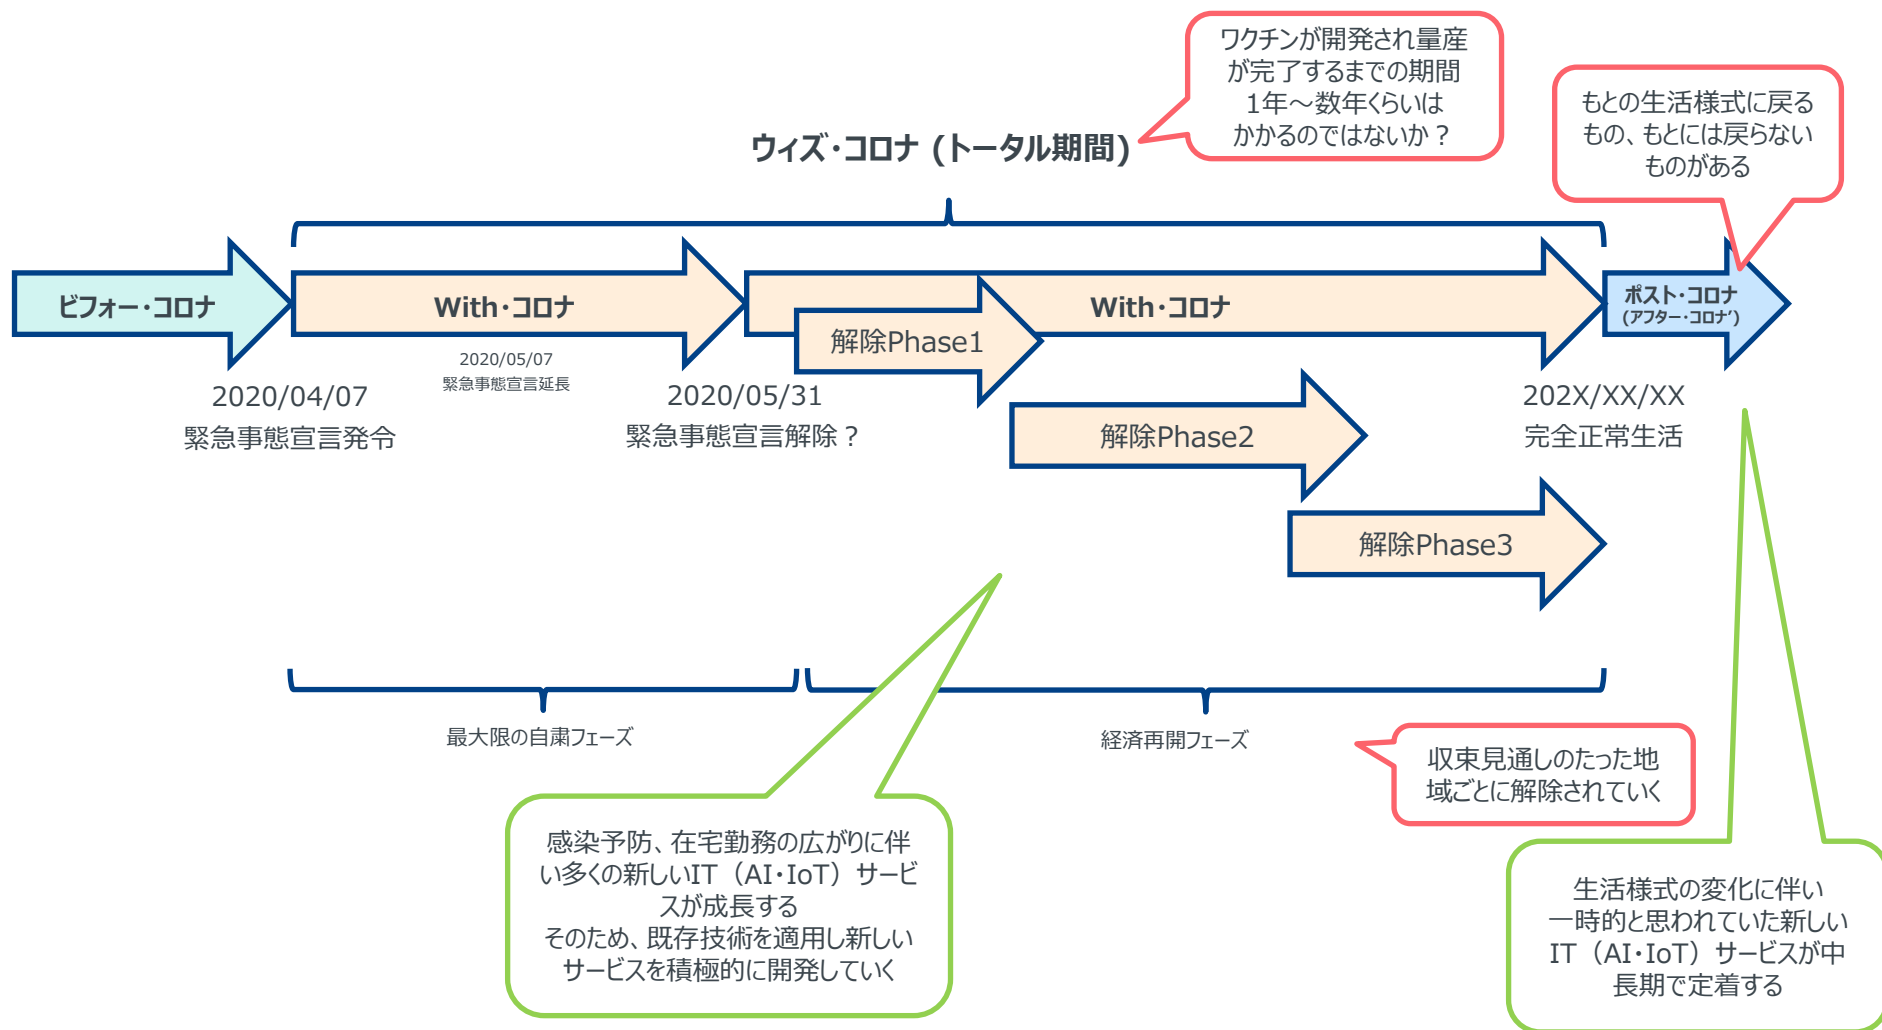 ワクチンが開発され量産
が完了するまでの期間
1年～数年くらいは
かかるのではないか？
もとの生活様式に戻る
もの、もとには戻らない
ものがある
ウィズ・コロナ (トータル期間)
ビフォー・コロナ
With・コロナ
With・コロナ
ポスト・コロナ
(アフター・コロナ’)
解除Phase1
2020/05/07
緊急事態宣言延長
2020/04/07
緊急事態宣言発令
2020/05/31
緊急事態宣言解除？
202X/XX/XX
完全正常生活
解除Phase2
解除Phase3
最大限の自粛フェーズ
経済再開フェーズ
収束見通しのたった地
域ごとに解除されていく
感染予防、在宅勤務の広がりに伴
い多くの新しいIT（AI・IoT）サービ
スが成長する
そのため、既存技術を適用し新しい
サービスを積極的に開発していく
生活様式の変化に伴い
一時的と思われていた新しい
IT（AI・IoT）サービスが中
長期で定着する